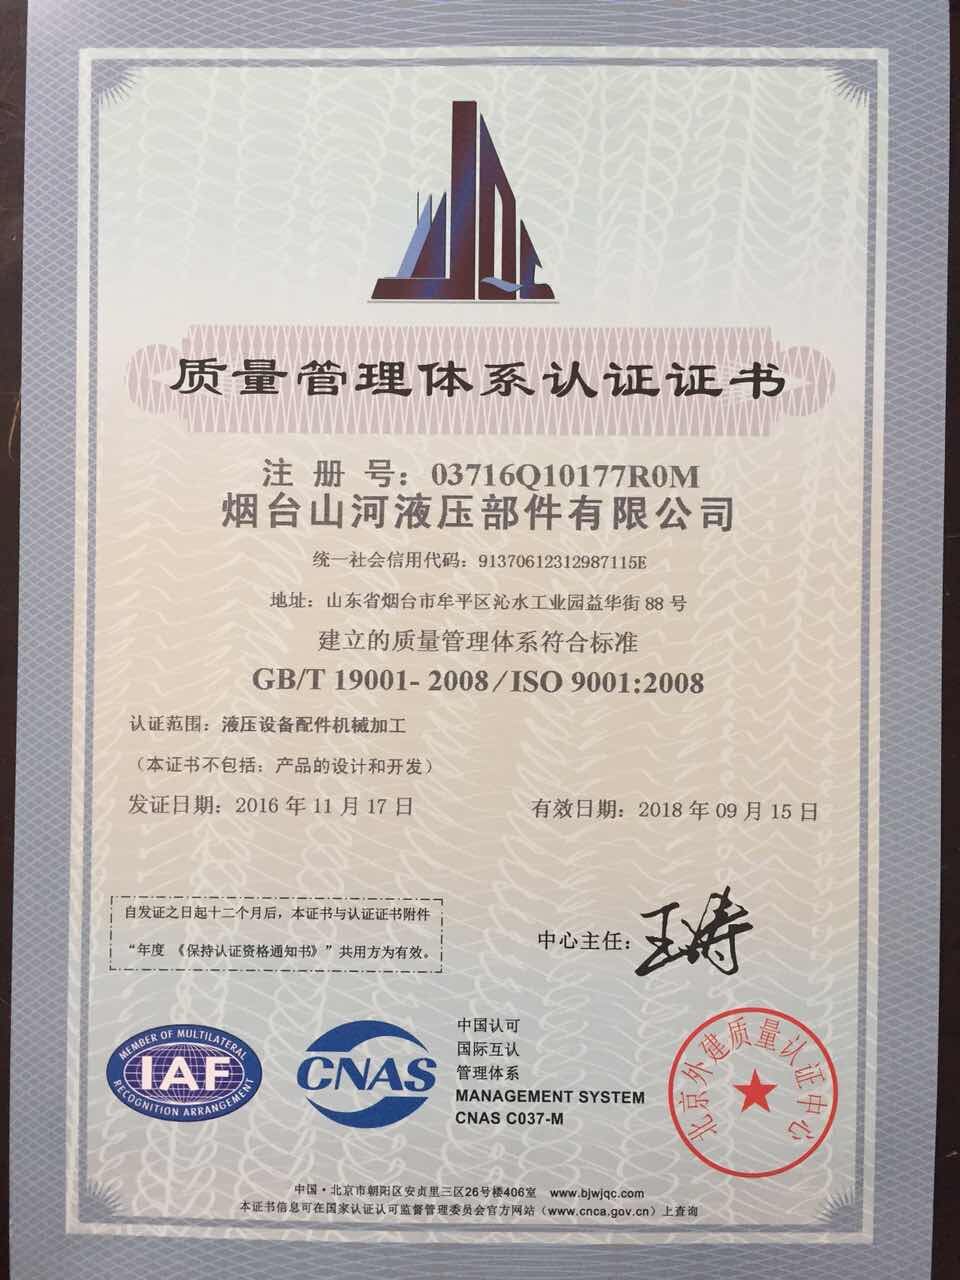 质量管理体系认证证书
注 册 号：03716Q10177R0M
烟台山河液压部件有限公司
统一社会信用代码：91370612312987115E
地址：山东省烟台市牟平区沁水工业园益华街 88 号
建立的质量管理体系符合标准
GB/T 19001- 2008／ISO 9001:2008
认证范围：液压设备配件机械加工
（本证书不包括：产品的设计和开发）
发证日期：2016 年 11 月 17 日
有效日期：2018 年 09 月 15 日
自发证之日起十二个月后，本证书与认证证书附件
“年度 《保持认证资格通知书》”共用方为有效。
中心主任：王涛
MEMBER OF MULTILATERAL
IAF
RECOGNITION ARRANGEMENT
CNAS
中国认可
国际互认
管理体系
MANAGEMENT SYSTEM
CNAS C037-M
北京外建质量认证中心
中国·北京市朝阳区安贞里三区26号楼406室 www.bjwjqc.com
本证书信息可在国家认证认可监督管理委员会官方网站（www.cnca.gov.cn）上查询